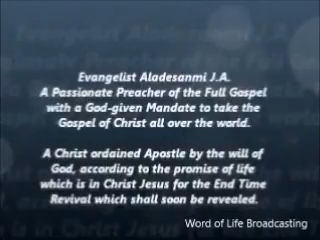 Evangelist Aladesanmi J.A.
A Passionate Preacher of the Full Gospel
with a God-given Mandate to take the
Gospel of Christ all over the world.
A Christ ordained Apostle by the will of
God, according to the promise of life
which is in Christ Jesus for the End Time
Revival which shall soon be revealed.
Word of Life Broadcasting